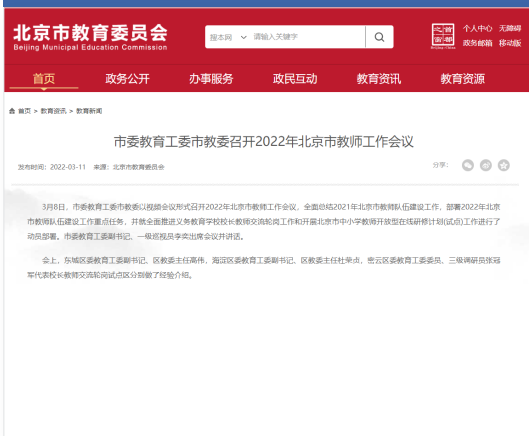 北京市教育委员会
Beijing Municipal Education Commission
搜本网 请输入关键字
首都之窗
个人中心 无障碍
政务邮箱 移动版
首页 政务公开 办事服务 政民互动 教育资讯 教育资源
首页 > 教育资讯 > 教育新闻
市委教育工委市教委召开2022年北京市教师工作会议
发布时间：2022-03-11 来源：北京市教育委员会
分享：
3月8日，市委教育工委市教委以视频会议形式召开2022年北京市教师工作会议，全面总结2021年北京市教师队伍建设工作，部署2022年北京
市教师队伍建设工作重点任务，并就全面推进义务教育学校校长教师交流轮岗工作和开展北京市中小学教师开放型在线研修计划(试点)工作进行了
动员部署。市委教育工委副书记、一级巡视员李奕出席会议并讲话。
会上，东城区委教育工委副书记、区教委主任高伟，海淀区委教育工委副书记、区教委主任杜荣贞，密云区委教育工委委员、三级调研员张冠
军代表校长教师交流轮岗试点区分别做了经验介绍。